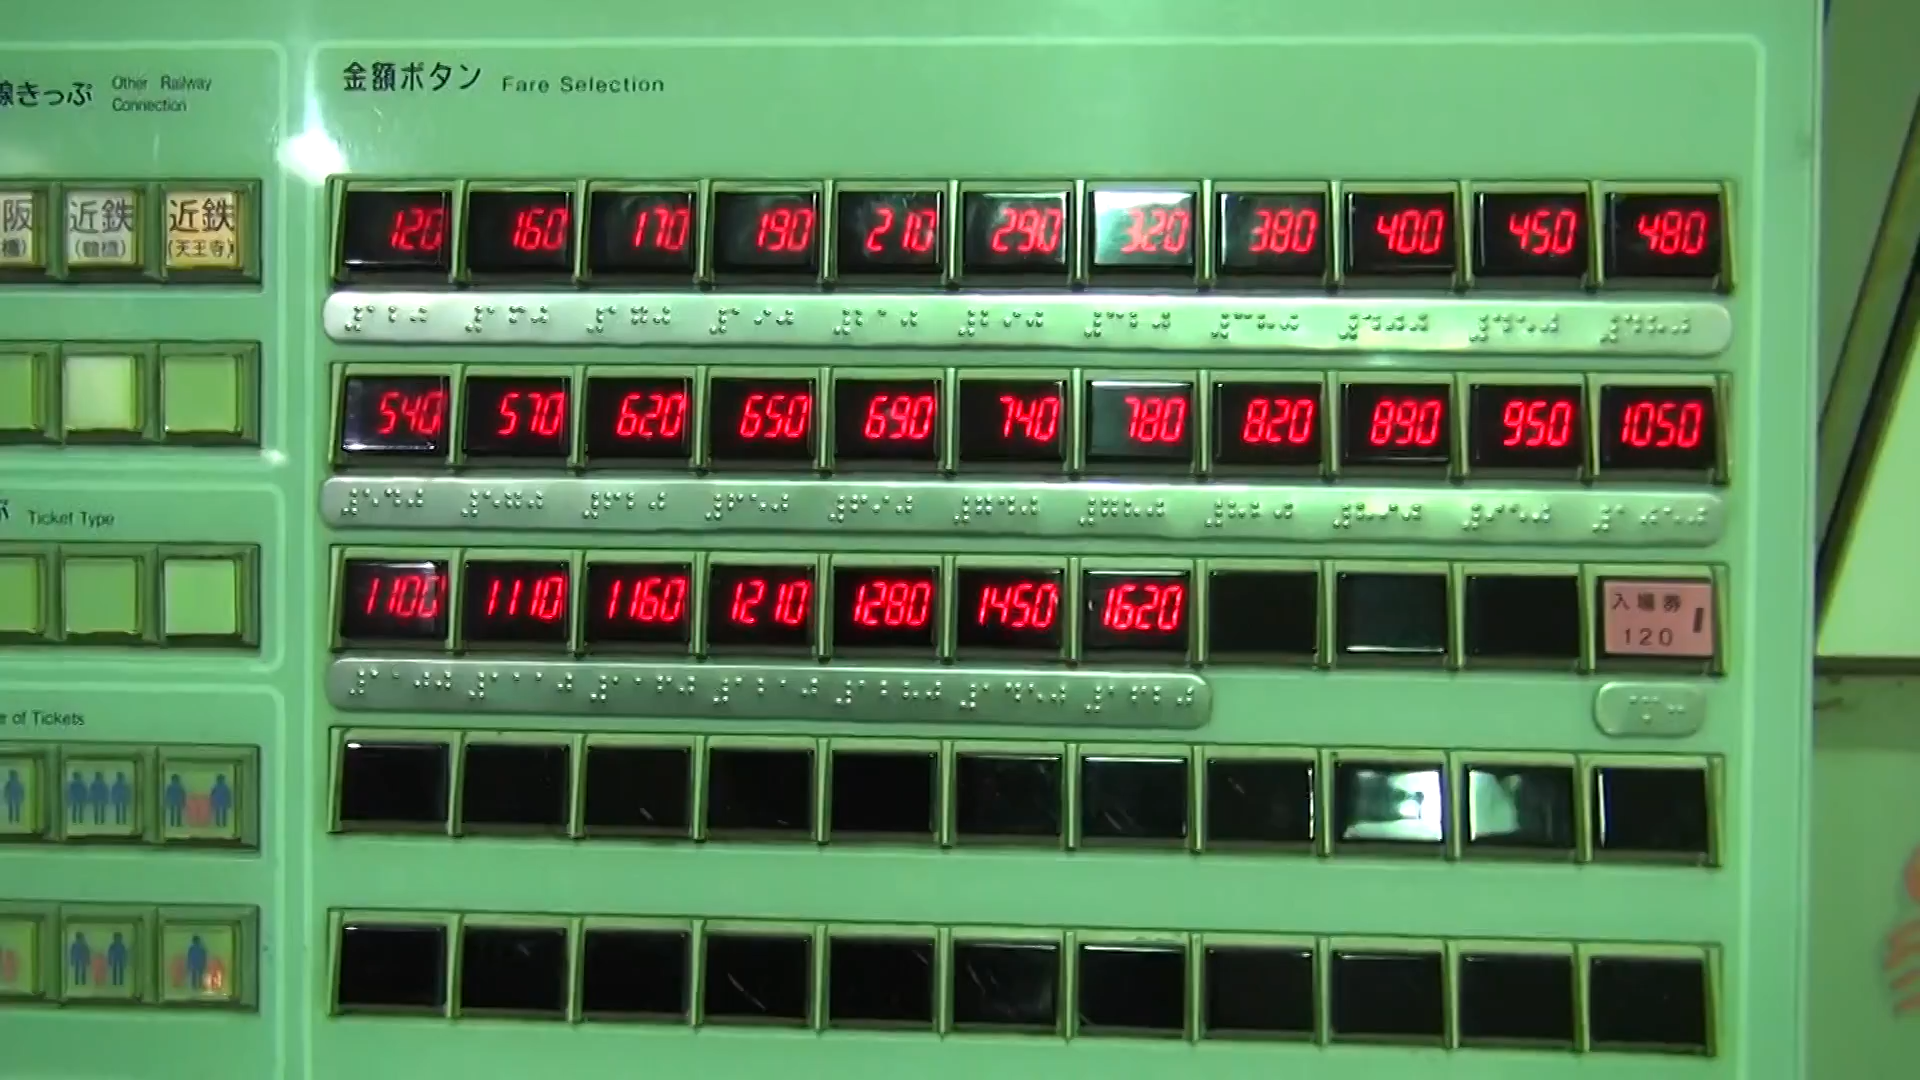 線きっぷ Other Railway
Connection
金額ボタン Fare Selection
阪 近鉄 近鉄
橋) (鶴橋) (天王寺)
120 160 170 190 210 290 320 380 400 450 480
540 570 620 650 690 740 780 820 890 950 1050
ぶ Ticket Type
1100 1110 1160 1210 1280 1450 1620
入場券
120
e of Tickets